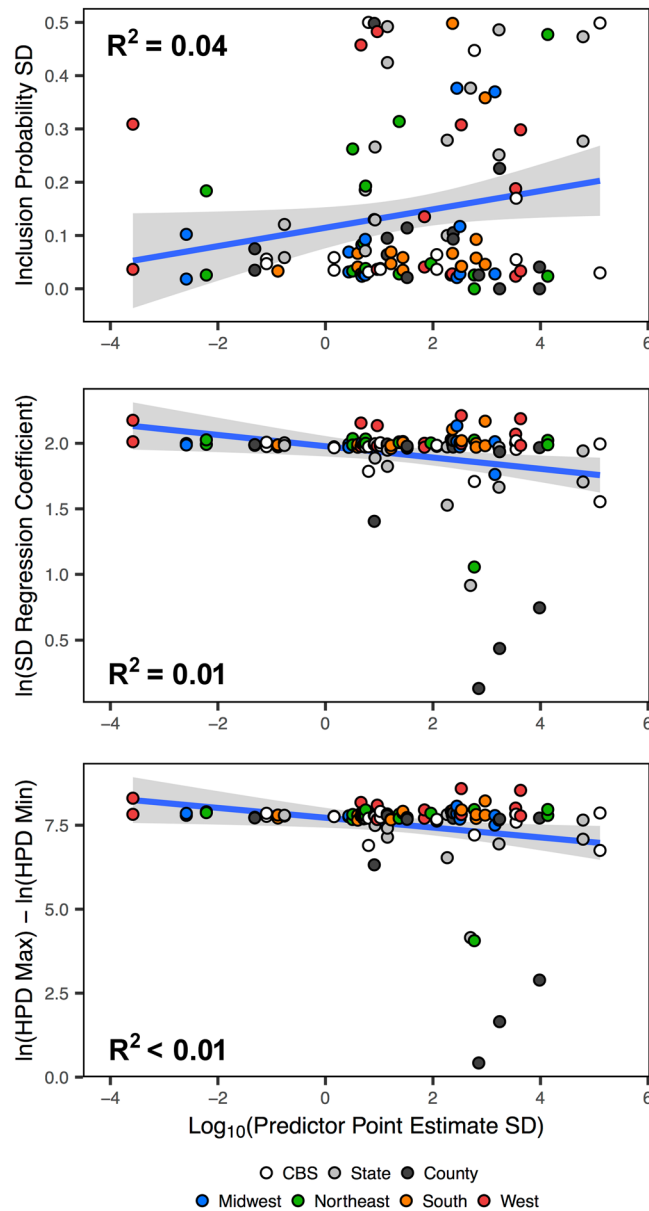 Inclusion Probability SD
R² = 0.04
0.5
0.4
0.3
0.2
0.1
0.0
−4 −2 0 2 4 6
ln(SD Regression Coefficient)
2.0
1.5
1.0
0.5
R² = 0.01
−4 −2 0 2 4 6
ln(HPD Max) − ln(HPD Min)
7.5
5.0
2.5
0.0
R² < 0.01
−4 −2 0 2 4 6
Log₁₀(Predictor Point Estimate SD)
CBS State County
Midwest Northeast South West